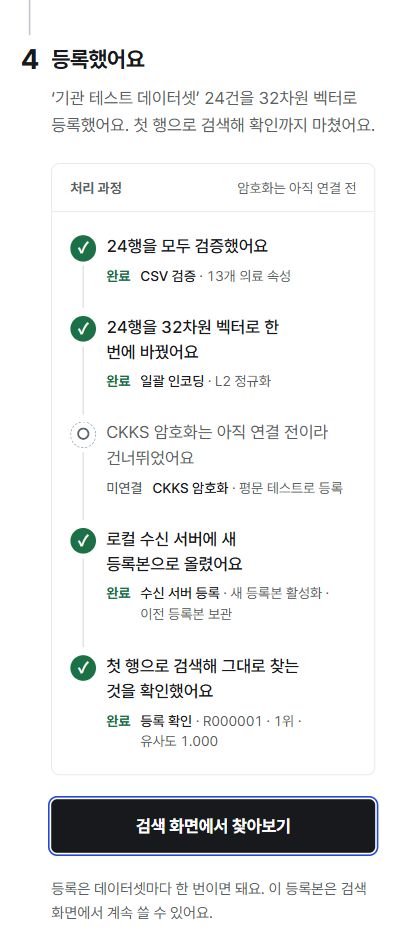 4 등록했어요
‘기관 테스트 데이터셋’ 24건을 32차원 벡터로
등록했어요. 첫 행으로 검색해 확인까지 마쳤어요.
처리 과정 암호화는 아직 연결 전
24행을 모두 검증했어요
완료 CSV 검증 · 13개 의료 속성
24행을 32차원 벡터로 한
번에 바꿨어요
완료 일괄 인코딩 · L2 정규화
CKKS 암호화는 아직 연결 전이라
건너뛰었어요
미연결 CKKS 암호화 · 평문 테스트로 등록
로컬 수신 서버에 새
등록본으로 올렸어요
완료 수신 서버 등록 · 새 등록본 활성화 ·
이전 등록본 보관
첫 행으로 검색해 그대로 찾는
것을 확인했어요
완료 등록 확인 · R000001 · 1위 ·
유사도 1.000
검색 화면에서 찾아보기
등록은 데이터셋마다 한 번이면 돼요. 이 등록본은 검색
화면에서 계속 쓸 수 있어요.